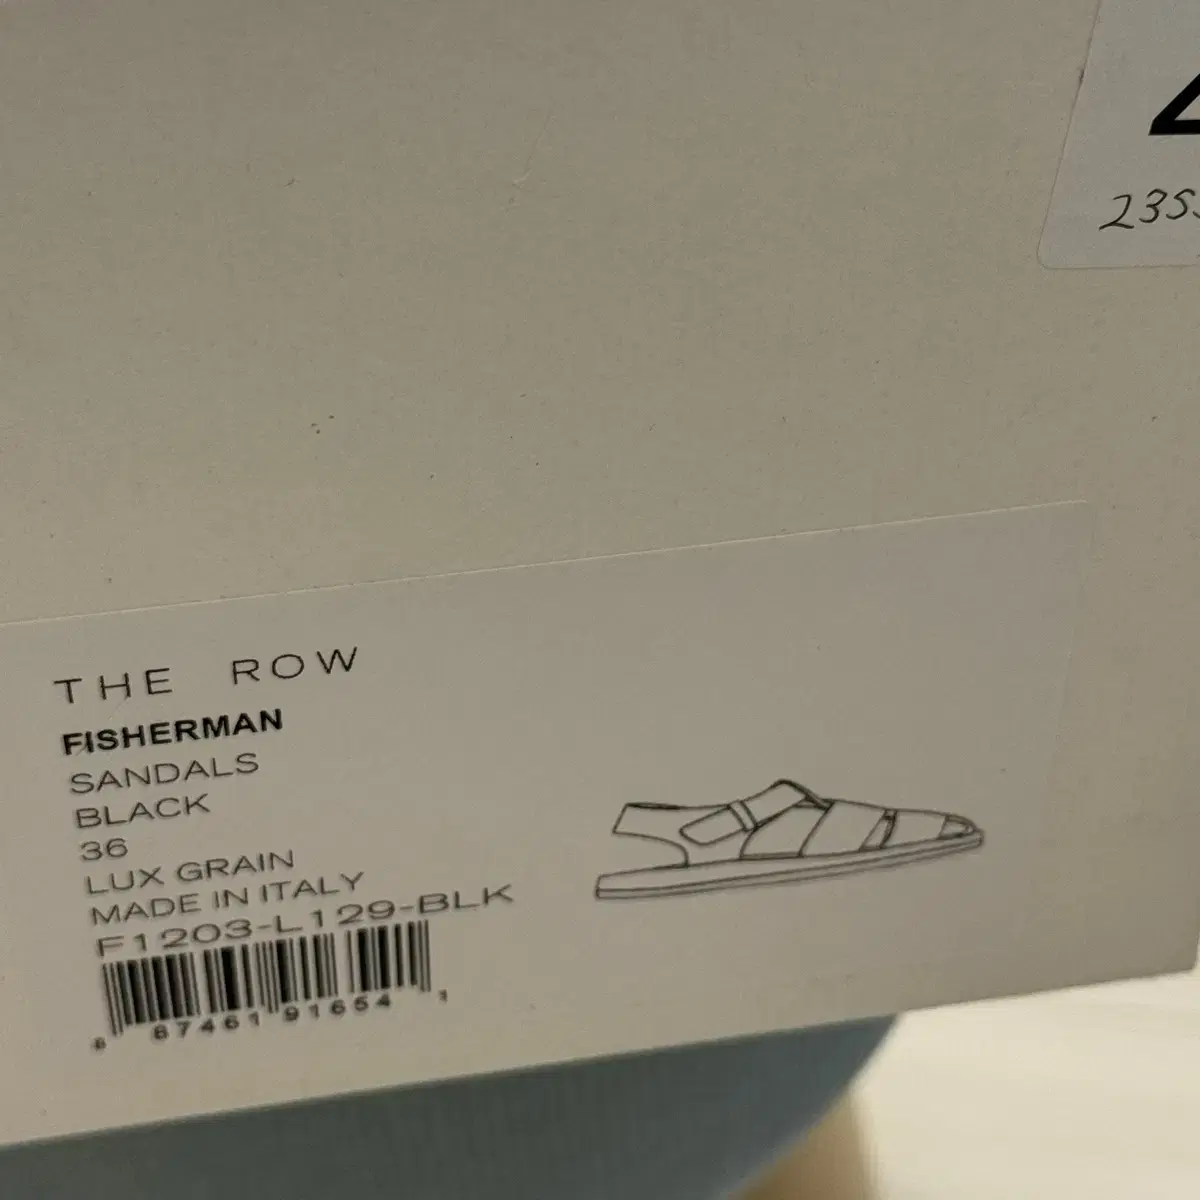 THE ROW
FISHERMAN
SANDALS
BLACK
36
LUX GRAIN
MADE IN ITALY
F1203-L129-BLK
8 87461 91654 1